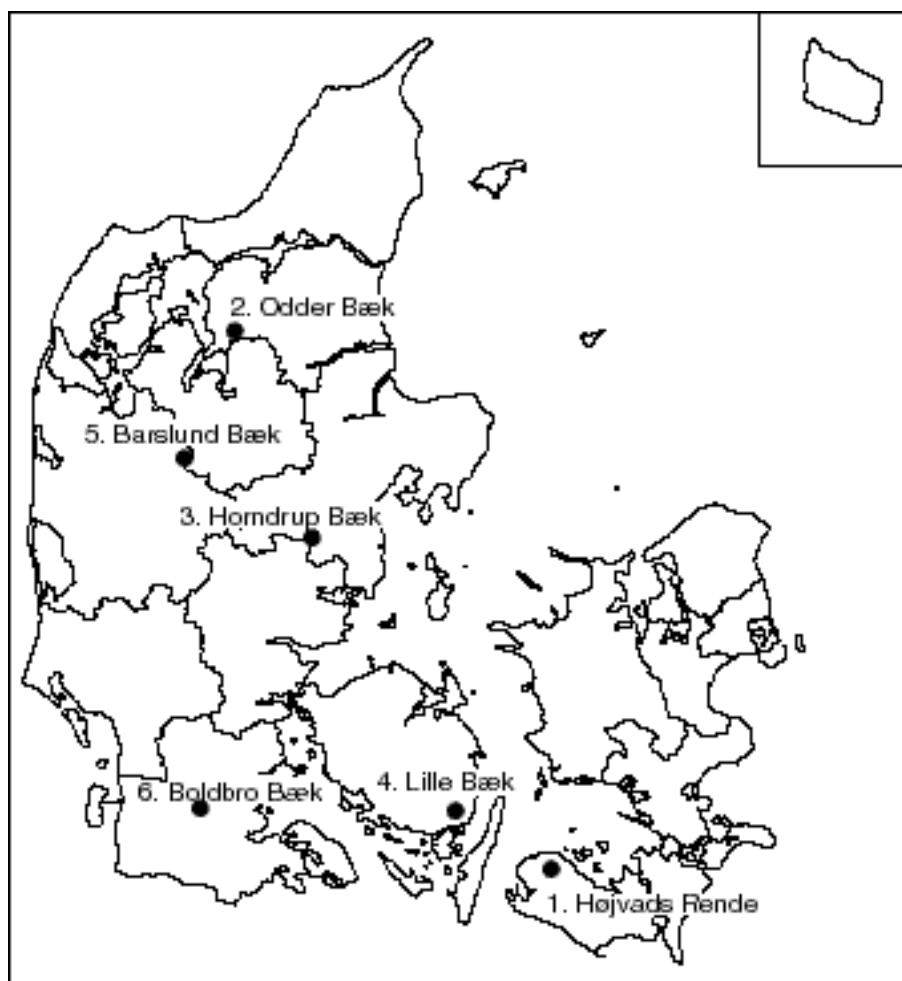 2. Odder Bæk
5. Barslund Bæk
3. Horndrup Bæk
4. Lille Bæk
6. Boldbro Bæk
1. Højvads Rende